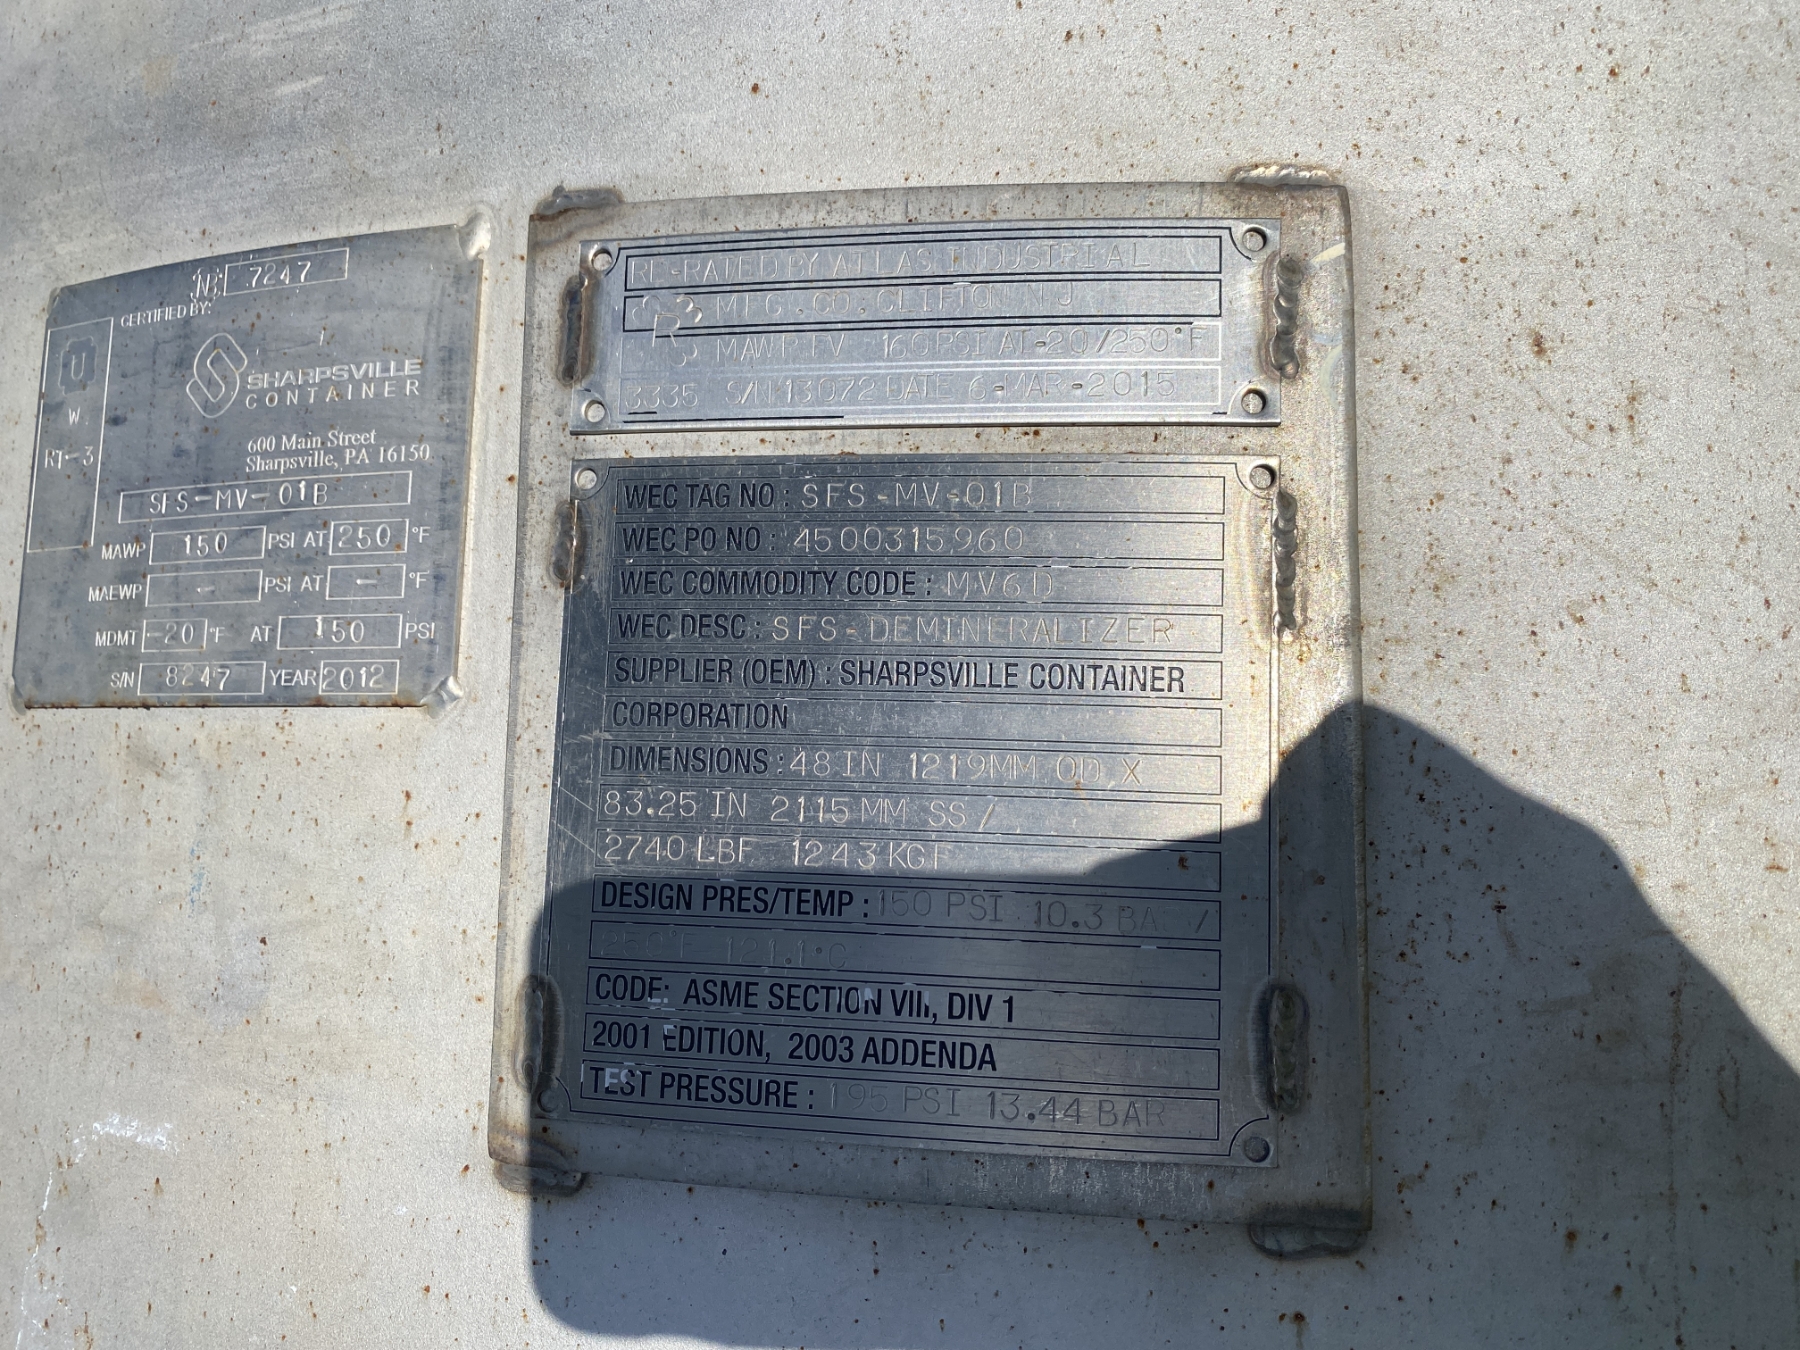 NB 7247
CERTIFIED BY:
U
W
RT-3
SHARPSVILLE
CONTAINER
600 Main Street
Sharpsville, PA 16150
SFS-MV-01B
MAWP 150 PSI AT 250 °F
MAEWP - PSI AT - °F
MDMT -20 °F AT 150 PSI
S/N 8247 YEAR 2012
RE-RATED BY ATLAS INDUSTRIAL
MFG. CO. CLIFTON NJ
R MAWP. FV 160 PSI AT-20/250°F
3335 S/N 13072 DATE 6-MAR-2015
WEC TAG NO: SFS-MV-01B
WEC PO NO: 4500315960
WEC COMMODITY CODE: MV6D
WEC DESC: SFS-DEMINERALIZER
SUPPLIER (OEM): SHARPSVILLE CONTAINER
CORPORATION
DIMENSIONS: 48 IN 1219MM OD X
83.25 IN 2115 MM SS /
2740 LBF 1243 KGF
DESIGN PRES/TEMP: 150 PSI 10.3 BAR /
250°F 121.1°C
CODE: ASME SECTION VIII, DIV 1
2001 EDITION, 2003 ADDENDA
TEST PRESSURE: 195 PSI 13.44 BAR